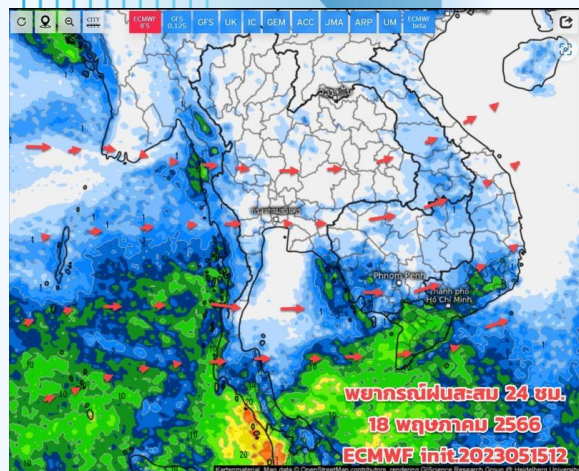 CITY
ECMWF IFS
GFS 0.125
GFS
UK
IC
GEM
ACC
JMA
ARP
UM
ECMWF beta
Phnom Penh
Thành phố
Hồ Chí Minh
พยากรณ์ฝนสะสม 24 ชม.
18 พฤษภาคม 2566
ECMWF init.2023051512